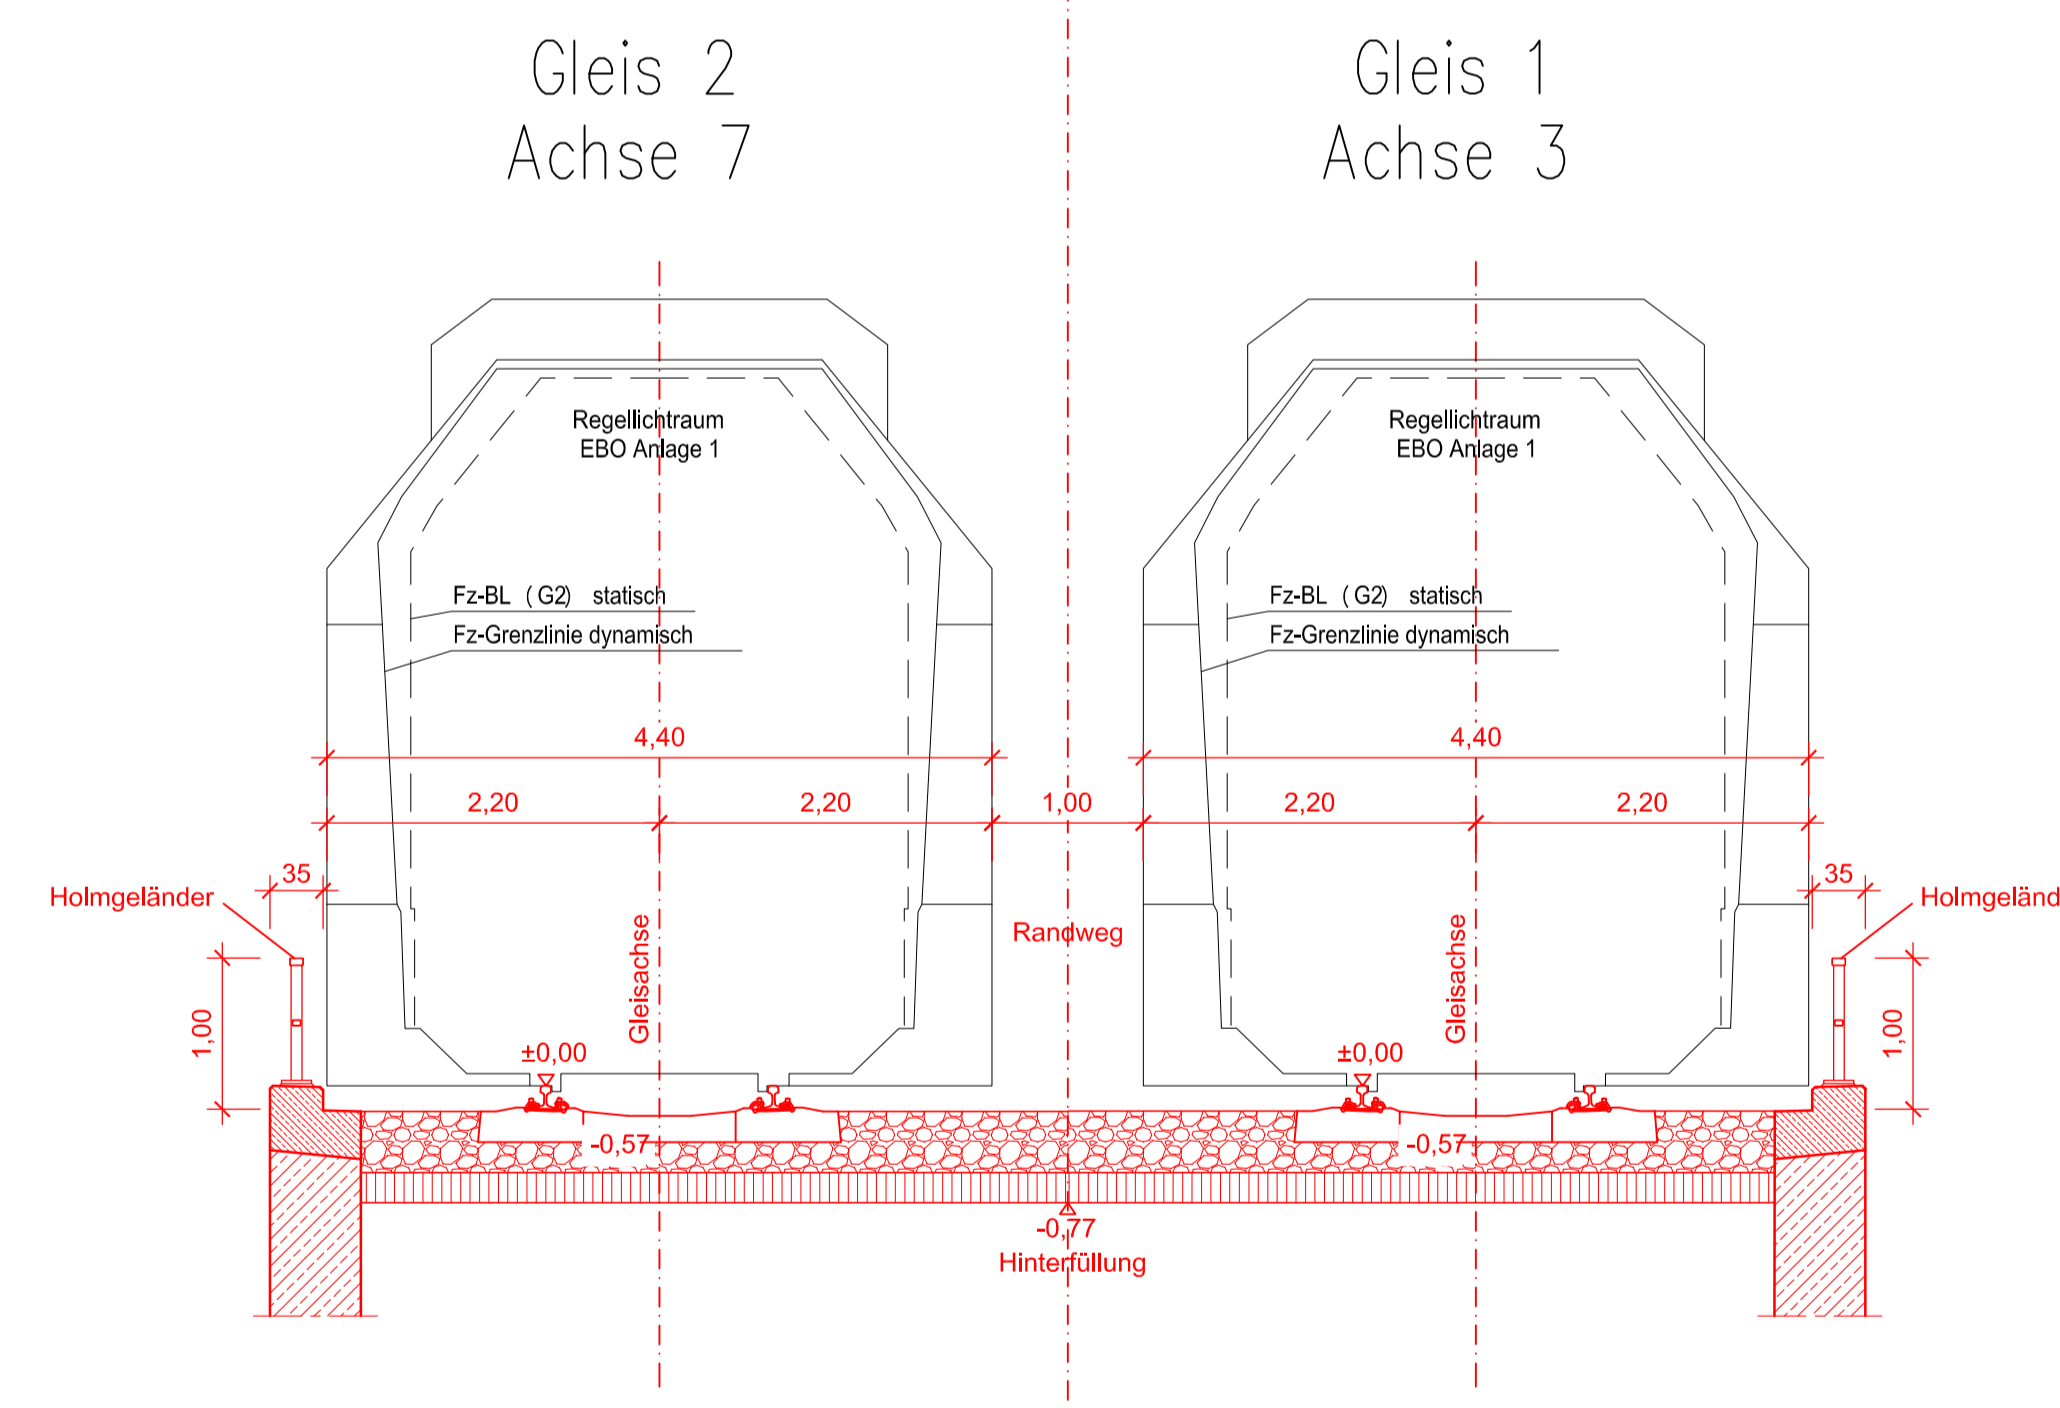 Gleis 2
Achse 7
Gleis 1
Achse 3
Regellichtraum
EBO Anlage 1
Regellichtraum
EBO Anlage 1
Fz-BL (G2) statisch
Fz-Grenzlinie dynamisch
Fz-BL (G2) statisch
Fz-Grenzlinie dynamisch
4,40
4,40
2,20
2,20
1,00
2,20
2,20
35
35
Holmgeländer
Holmgeländ
Randweg
Gleisachse
Gleisachse
1,00
1,00
±0,00
±0,00
-0,57
-0,57
-0,77
Hinterfüllung